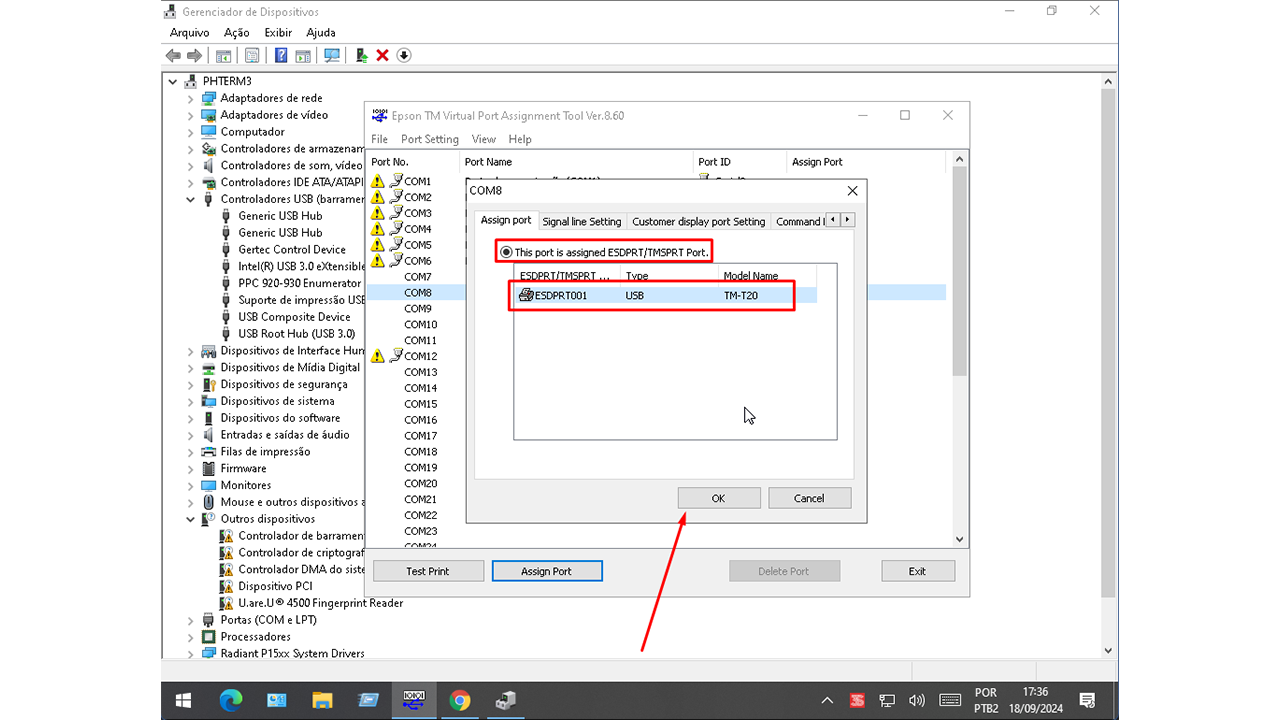 Gerenciador de Dispositivos
Arquivo Ação Exibir Ajuda
PHTERM3
Adaptadores de rede
Adaptadores de vídeo
Computador
Controladores de armazenam
Controladores de som, vídeo
Controladores IDE ATA/ATAPI
Controladores USB (barramer
Generic USB Hub
Generic USB Hub
Gertec Control Device
Intel(R) USB 3.0 eXtensible
PPC 920-930 Enumerator
Suporte de impressão USB
USB Composite Device
USB Root Hub (USB 3.0)
Dispositivos de Interface Hum
Dispositivos de Mídia Digital
Dispositivos de segurança
Dispositivos de sistema
Dispositivos do software
Entradas e saídas de áudio
Filas de impressão
Firmware
Monitores
Mouse e outros dispositivos a
Outros dispositivos
Controlador de barramen
Controlador de criptograf
Controlador DMA do siste
Dispositivo PCI
U.are.U® 4500 Fingerprint Reader
Portas (COM e LPT)
Processadores
Radiant P15xx System Drivers
Epson TM Virtual Port Assignment Tool Ver.8.60
File Port Setting View Help
Port No. Port Name Port ID Assign Port
COM1
COM2
COM3
COM4
COM5
COM6
COM7
COM8
COM9
COM10
COM11
COM12
COM13
COM14
COM15
COM16
COM17
COM18
COM19
COM20
COM21
COM22
COM23
COM24
Test Print Assign Port Delete Port Exit
COM8
Assign port Signal line Setting Customer display port Setting Command I
This port is assigned ESDPRT/TMSPRT Port.
ESDPRT/TMSPRT ... Type Model Name
ESDPRT001 USB TM-T20
OK Cancel
POR
PTB2
17:36
18/09/2024